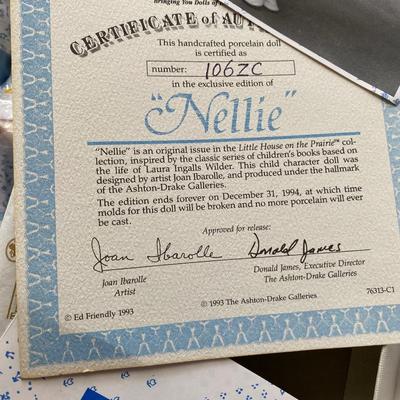 Bringing You Dolls of
CERTIFICATE of AU
This handcrafted porcelain doll
is certified as
number: 106ZC
in the exclusive edition of
"Nellie"
"Nellie" is an original issue in the Little House on the Prairie™ col-
lection, inspired by the classic series of children's books based on
the life of Laura Ingalls Wilder. This child character doll was
designed by artist Joan Ibarolle, and produced under the hallmark
of the Ashton-Drake Galleries.
The edition ends forever on December 31, 1994, at which time
molds for this doll will be broken and no more porcelain will ever
be cast.
Approved for release:
Joan Ibarolle
Donald James
Joan Ibarolle
Artist
Donald James, Executive Director
The Ashton-Drake Galleries
© Ed Friendly 1993
© 1993 The Ashton-Drake Galleries
76313-C1